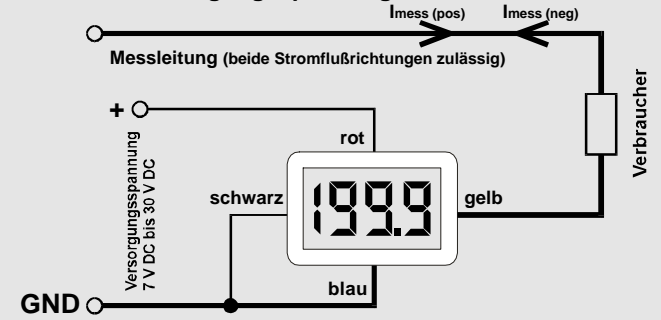 Imess (pos)
Imess (neg)
Messleitung (beide Stromflußrichtungen zulässig)
Verbraucher
+
Versorgungsspannung
7 V DC bis 30 V DC
rot
schwarz
199.9
gelb
blau
GND